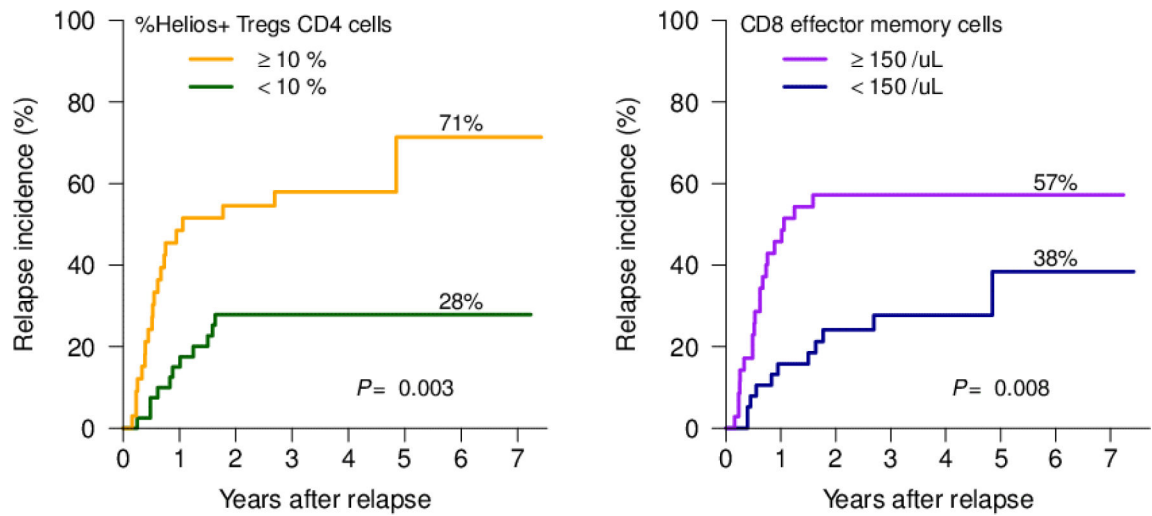 %Helios+ Tregs CD4 cells
≥ 10 %
< 10 %
Relapse incidence (%)
100
80
60
40
20
0
71%
28%
P= 0.003
0 1 2 3 4 5 6 7
Years after relapse
CD8 effector memory cells
≥ 150 /uL
< 150 /uL
Relapse incidence (%)
100
80
60
40
20
0
57%
38%
P= 0.008
0 1 2 3 4 5 6 7
Years after relapse